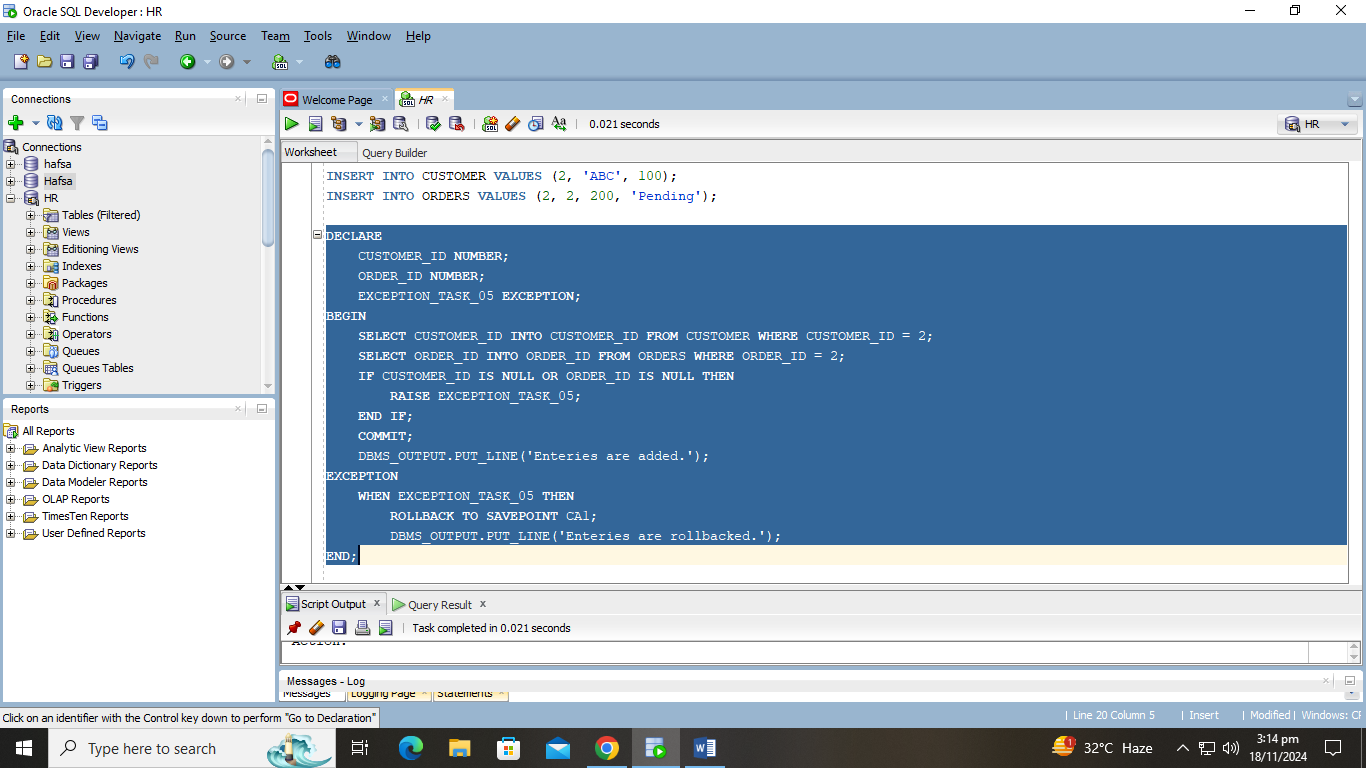 Oracle SQL Developer : HR
File Edit View Navigate Run Source Team Tools Window Help
Connections
Connections
hafsa
Hafsa
HR
Tables (Filtered)
Views
Editioning Views
Indexes
Packages
Procedures
Functions
Operators
Queues
Queues Tables
Triggers
Reports
All Reports
Analytic View Reports
Data Dictionary Reports
Data Modeler Reports
OLAP Reports
TimesTen Reports
User Defined Reports
Welcome Page HR
0.021 seconds HR
Worksheet Query Builder
INSERT INTO CUSTOMER VALUES (2, 'ABC', 100);
INSERT INTO ORDERS VALUES (2, 2, 200, 'Pending');
DECLARE
CUSTOMER_ID NUMBER;
ORDER_ID NUMBER;
EXCEPTION_TASK_05 EXCEPTION;
BEGIN
SELECT CUSTOMER_ID INTO CUSTOMER_ID FROM CUSTOMER WHERE CUSTOMER_ID = 2;
SELECT ORDER_ID INTO ORDER_ID FROM ORDERS WHERE ORDER_ID = 2;
IF CUSTOMER_ID IS NULL OR ORDER_ID IS NULL THEN
RAISE EXCEPTION_TASK_05;
END IF;
COMMIT;
DBMS_OUTPUT.PUT_LINE('Enteries are added.');
EXCEPTION
WHEN EXCEPTION_TASK_05 THEN
ROLLBACK TO SAVEPOINT CA1;
DBMS_OUTPUT.PUT_LINE('Enteries are rollbacked.');
END;
Script Output Query Result
Task completed in 0.021 seconds
Action:
Messages - Log
Messages Logging Page Statements
Click on an identifier with the Control key down to perform "Go to Declaration"
Line 20 Column 5 Insert Modified Windows: CF
Type here to search
1
32°C Haze
3:14 pm
18/11/2024